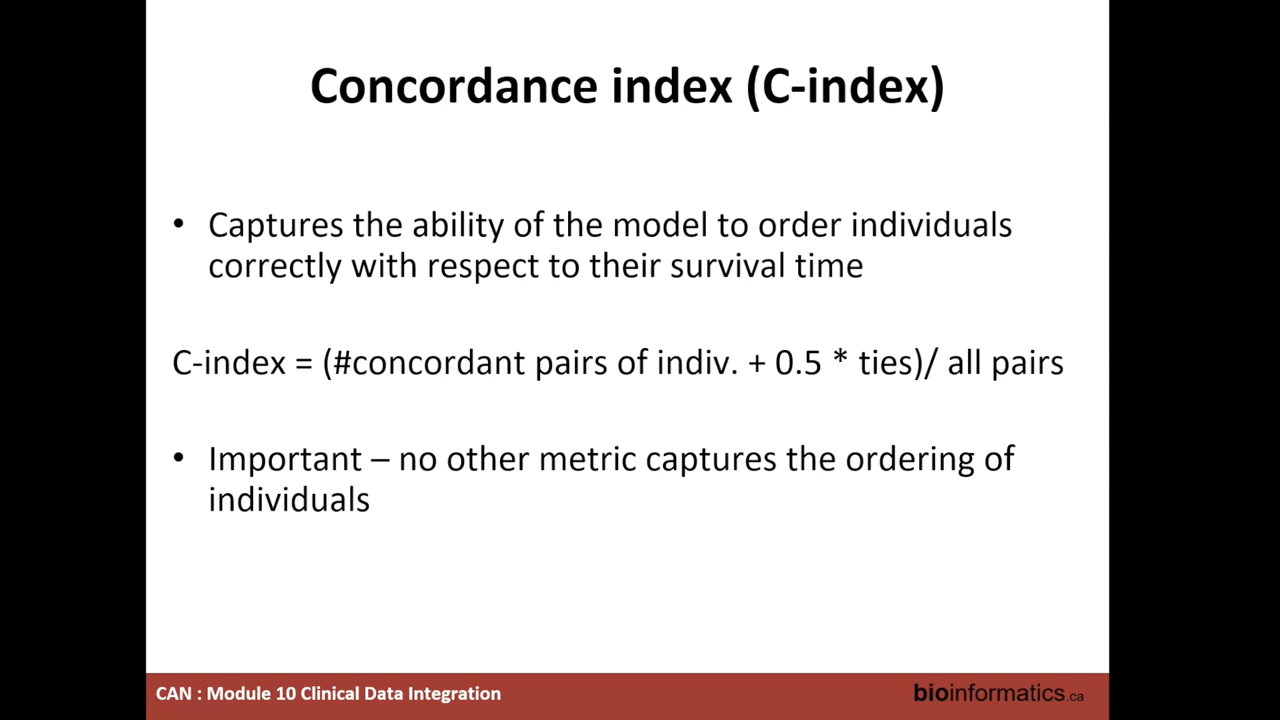 Concordance index (C-index)
• Captures the ability of the model to order individuals
correctly with respect to their survival time
C-index = (#concordant pairs of indiv. + 0.5 * ties)/ all pairs
• Important – no other metric captures the ordering of
individuals
CAN : Module 10 Clinical Data Integration
bioinformatics.ca